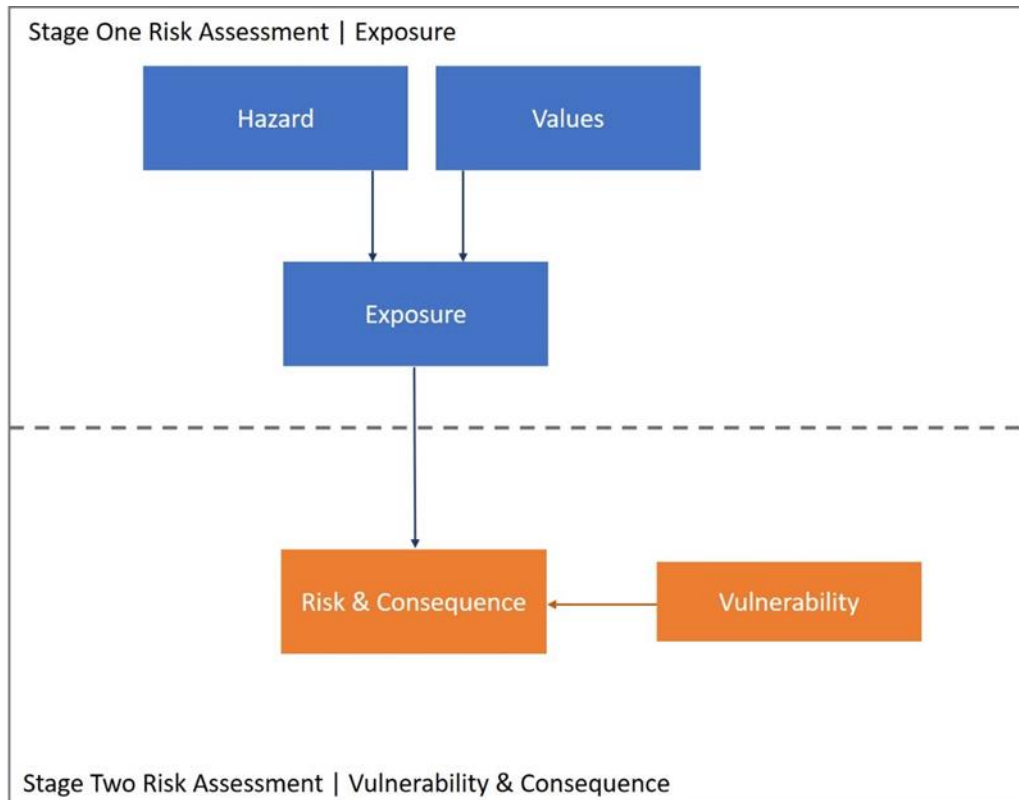 Stage One Risk Assessment | Exposure
Hazard
Values
Exposure
Risk & Consequence
Vulnerability
Stage Two Risk Assessment | Vulnerability & Consequence